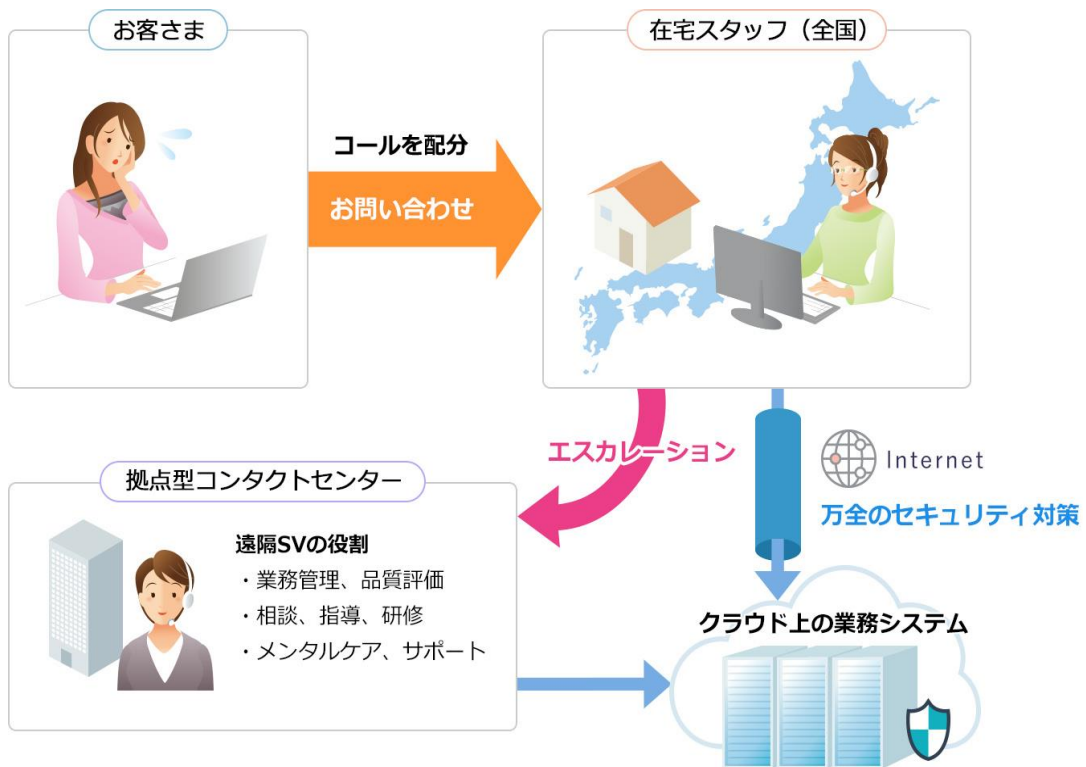 お客さま
在宅スタッフ（全国）
コールを配分
お問い合わせ
エスカレーション
Internet
万全のセキュリティ対策
拠点型コンタクトセンター
遠隔SVの役割
・業務管理、品質評価
・相談、指導、研修
・メンタルケア、サポート
クラウド上の業務システム